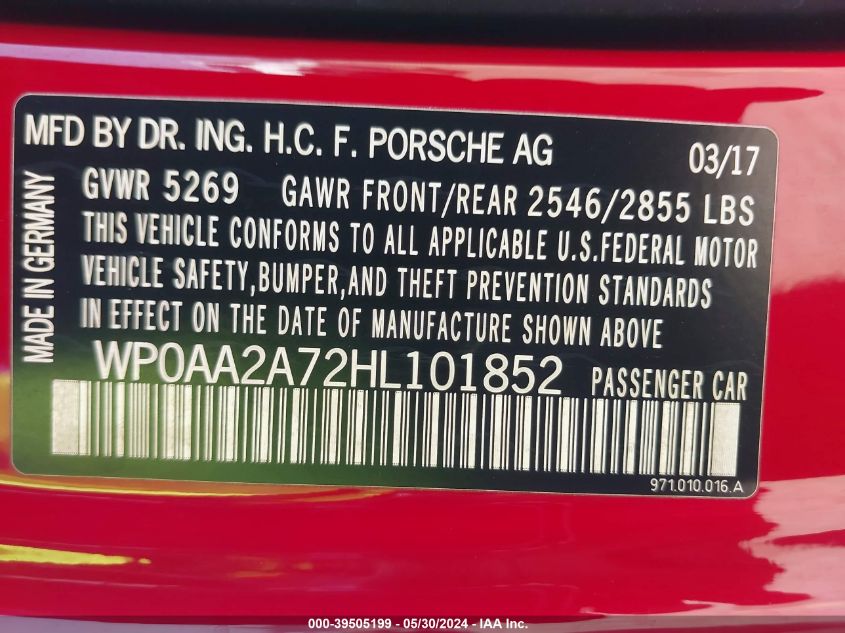 MFD BY DR. ING. H.C. F. PORSCHE AG 03/17
GVWR 5269 GAWR FRONT/REAR 2546/2855 LBS
THIS VEHICLE CONFORMS TO ALL APPLICABLE U.S.FEDERAL MOTOR
VEHICLE SAFETY,BUMPER,AND THEFT PREVENTION STANDARDS
IN EFFECT ON THE DATE OF MANUFACTURE SHOWN ABOVE
MADE IN GERMANY
WP0AA2A72HL101852 PASSENGER CAR
971.010.016.A
000-39505199 - 05/30/2024 - IAA Inc.